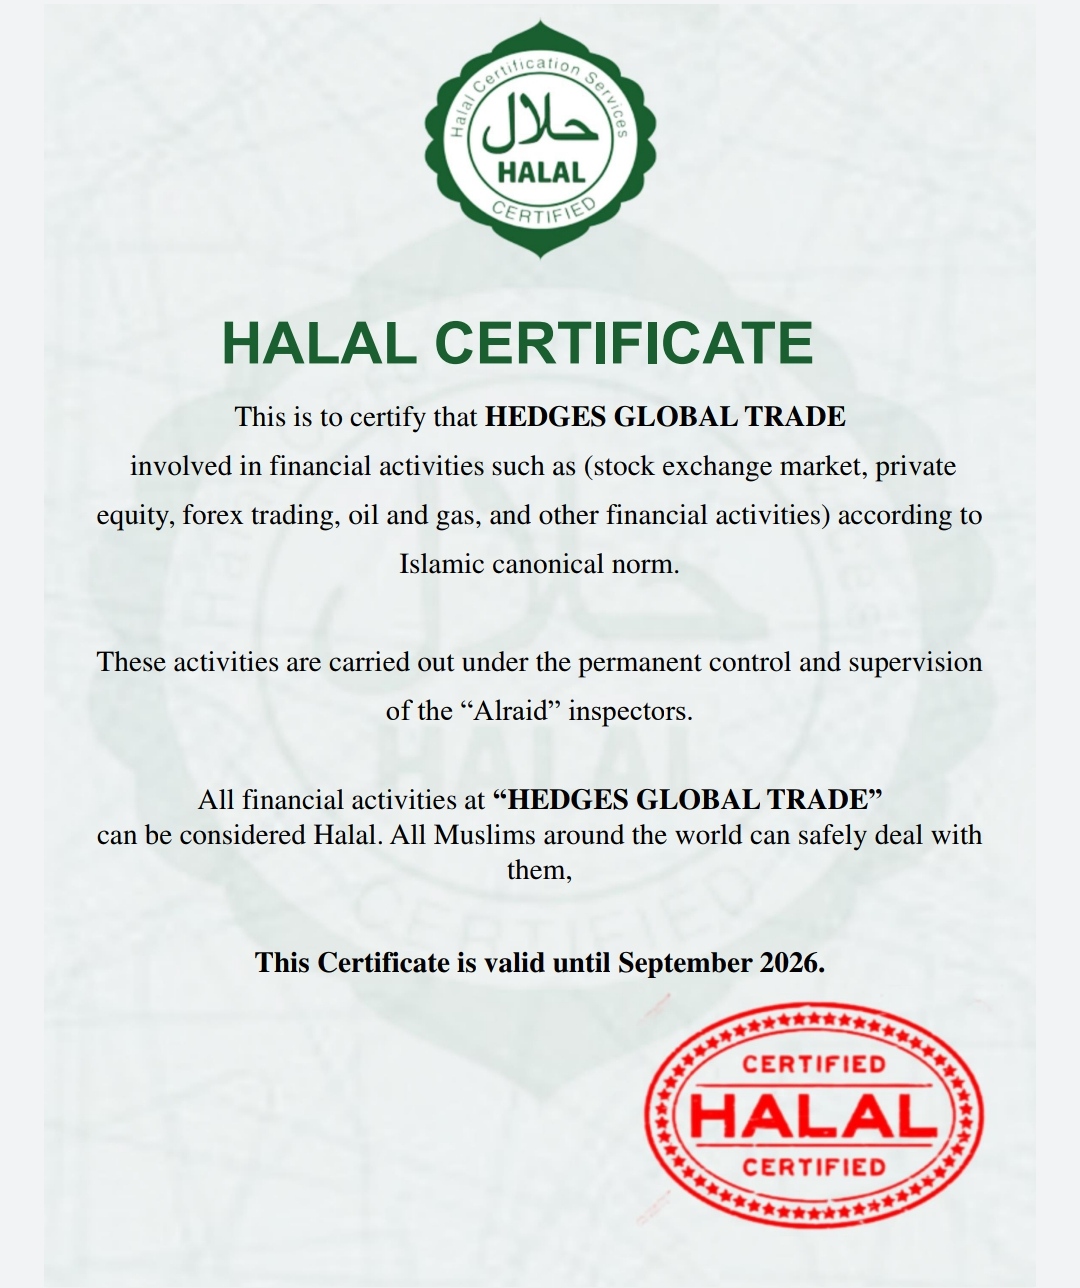 Halal Certification Services
حلال
HALAL
CERTIFIED
HALAL CERTIFICATE
This is to certify that HEDGES GLOBAL TRADE
involved in financial activities such as (stock exchange market, private
equity, forex trading, oil and gas, and other financial activities) according to
Islamic canonical norm.
These activities are carried out under the permanent control and supervision
of the “Alraid” inspectors.
All financial activities at “HEDGES GLOBAL TRADE”
can be considered Halal. All Muslims around the world can safely deal with
them,
This Certificate is valid until September 2026.
CERTIFIED
HALAL
CERTIFIED